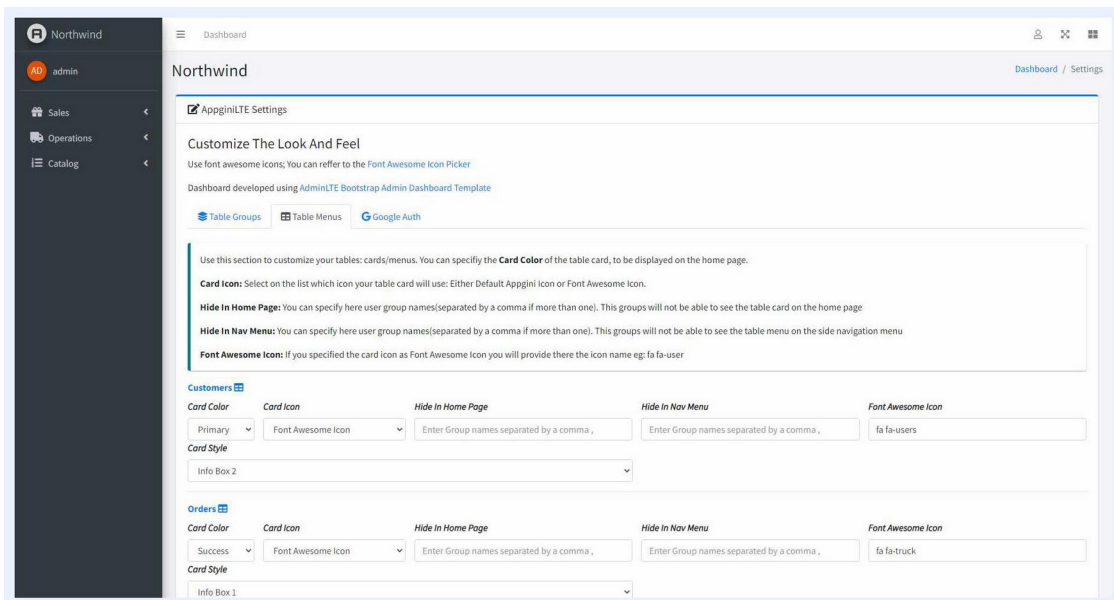 Northwind
Dashboard
AD admin
Northwind
Dashboard / Settings
Sales
Operations
Catalog
AppginiLTE Settings
Customize The Look And Feel
Use font awesome icons; You can reffer to the Font Awesome Icon Picker
Dashboard developed using AdminLTE Bootstrap Admin Dashboard Template
Table Groups Table Menus Google Auth
Use this section to customize your tables: cards/menus. You can specifiy the Card Color of the table card, to be displayed on the home page.
Card Icon: Select on the list which icon your table card will use: Either Default Appgini Icon or Font Awesome Icon.
Hide In Home Page: You can specify here user group names(separated by a comma if more than one). This groups will not be able to see the table card on the home page
Hide In Nav Menu: You can specify here user group names(separated by a comma if more than one). This groups will not be able to see the table menu on the side navigation menu
Font Awesome Icon: If you specified the card icon as Font Awesome Icon you will provide there the icon name eg: fa fa-user
Customers
Card Color Card Icon Hide In Home Page Hide In Nav Menu Font Awesome Icon
Primary Font Awesome Icon Enter Group names separated by a comma , Enter Group names separated by a comma , fa fa-users
Card Style
Info Box 2
Orders
Card Color Card Icon Hide In Home Page Hide In Nav Menu Font Awesome Icon
Success Font Awesome Icon Enter Group names separated by a comma , Enter Group names separated by a comma , fa fa-truck
Card Style
Info Box 1